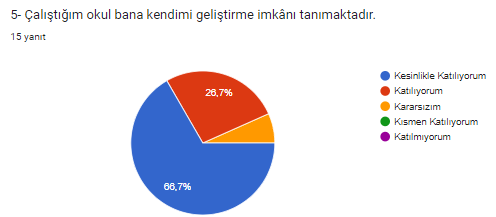 5- Çalıştığım okul bana kendimi geliştirme imkânı tanımaktadır.
15 yanıt
Kesinlikle Katılıyorum
Katılıyorum
Kararsızım
Kısmen Katılıyorum
Katılmıyorum
26,7%
66,7%